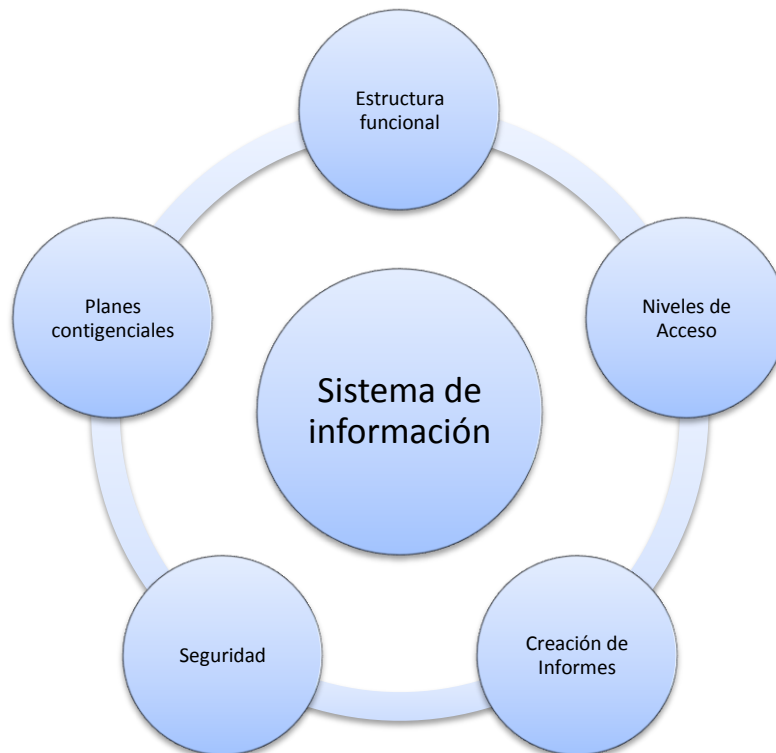 Estructura
funcional
Niveles de
Acceso
Creación de
Informes
Seguridad
Planes
contigenciales
Sistema de
información